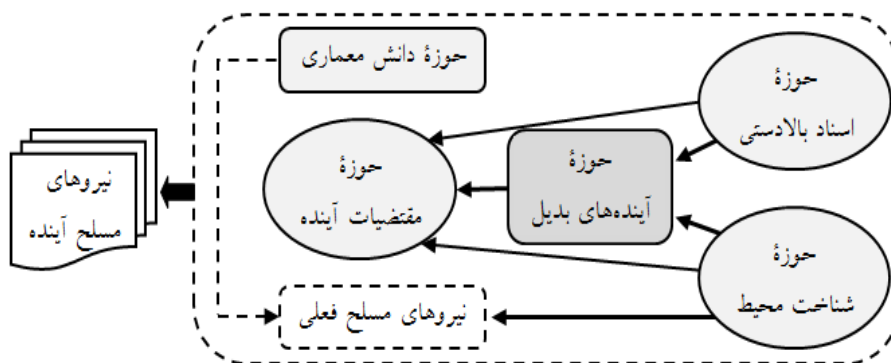 حوزهٔ
اسناد بالادستی
حوزهٔ دانش معماری
حوزهٔ
آینده‌های بدیل
حوزهٔ
مقتضیات آینده
نیروهای
مسلح آینده
حوزهٔ
شناخت محیط
نیروهای مسلح فعلی